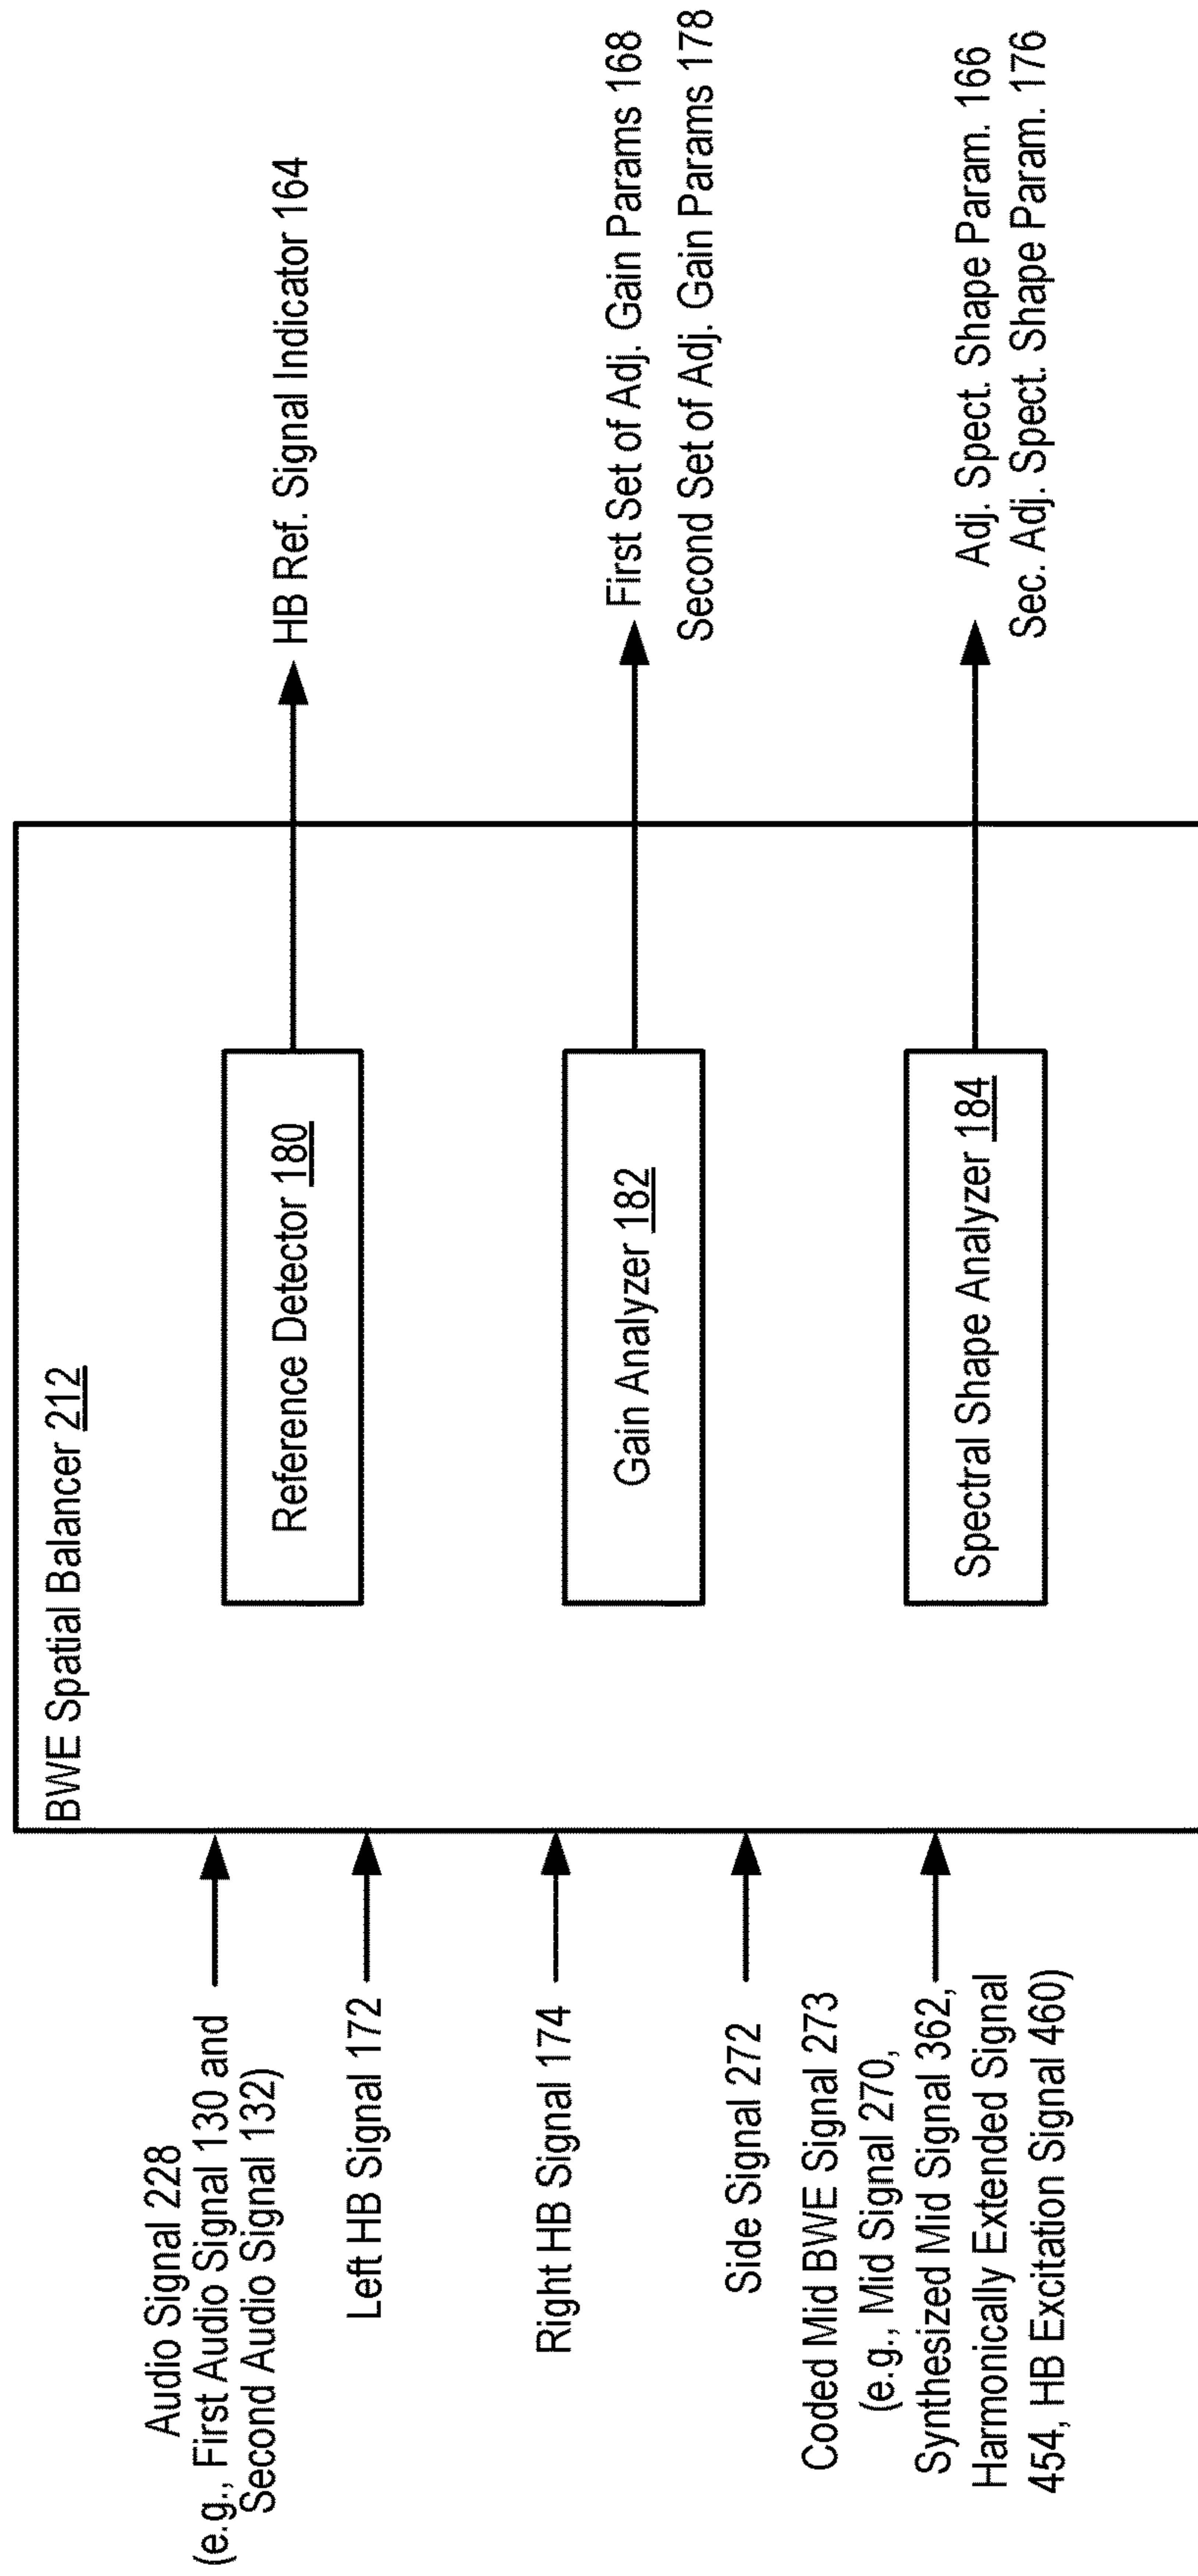 BWE Spatial Balancer 212
Audio Signal 228
(e.g., First Audio Signal 130 and
Second Audio Signal 132)
Left HB Signal 172
Right HB Signal 174
Side Signal 272
Coded Mid BWE Signal 273
(e.g., Mid Signal 270,
Synthesized Mid Signal 362,
Harmonically Extended Signal
454, HB Excitation Signal 460)
Reference Detector 180
Gain Analyzer 182
Spectral Shape Analyzer 184
HB Ref. Signal Indicator 164
First Set of Adj. Gain Params 168
Second Set of Adj. Gain Params 178
Adj. Spect. Shape Param. 166
Sec. Adj. Spect. Shape Param. 176